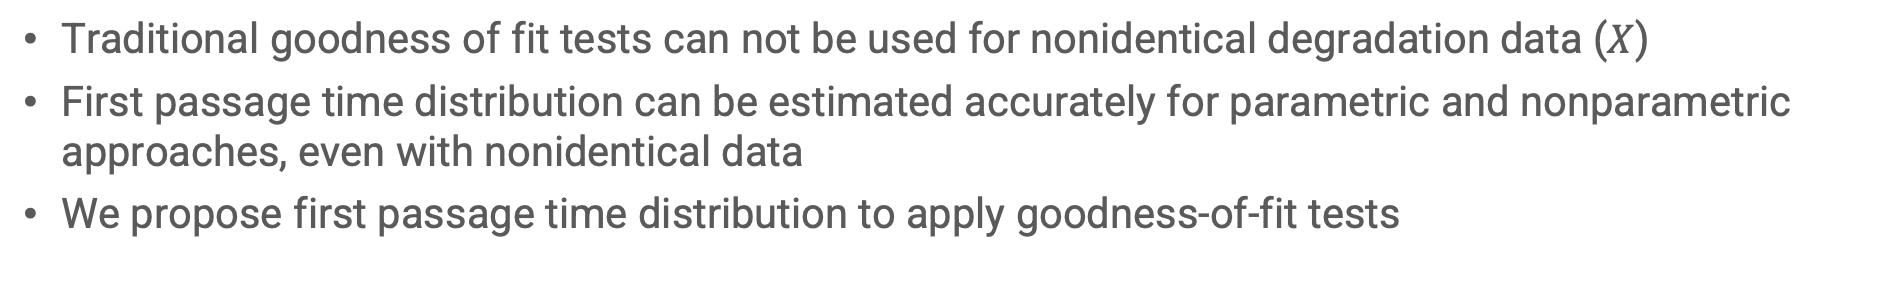 • Traditional goodness of fit tests can not be used for nonidentical degradation data (X)
• First passage time distribution can be estimated accurately for parametric and nonparametric
approaches, even with nonidentical data
• We propose first passage time distribution to apply goodness-of-fit tests